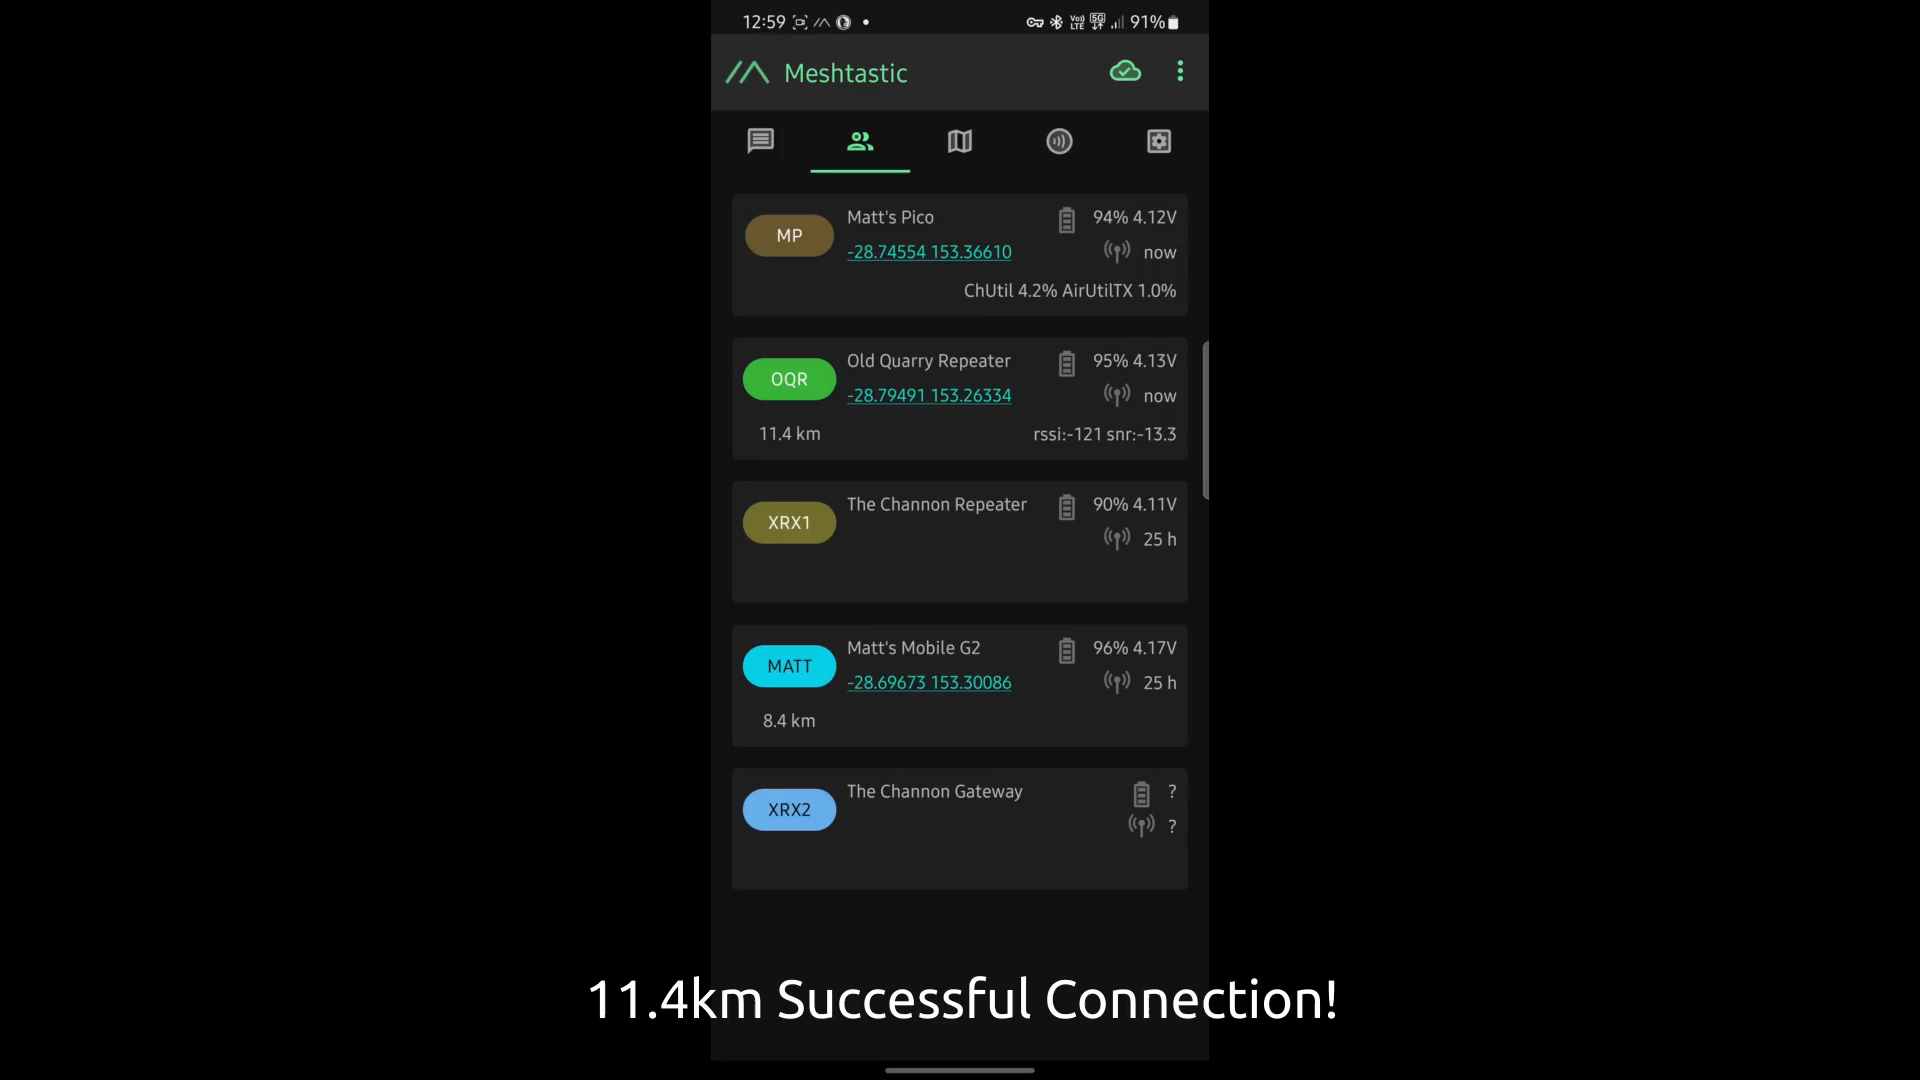 12:59
Vo)) LTE 5G 91%
Meshtastic
MP
Matt's Pico
94% 4.12V
-28.74554 153.36610
now
ChUtil 4.2% AirUtilTX 1.0%
OQR
Old Quarry Repeater
95% 4.13V
-28.79491 153.26334
now
11.4 km
rssi:-121 snr:-13.3
XRX1
The Channon Repeater
90% 4.11V
25 h
MATT
Matt's Mobile G2
96% 4.17V
-28.69673 153.30086
25 h
8.4 km
XRX2
The Channon Gateway
?
?
11.4km Successful Connection!